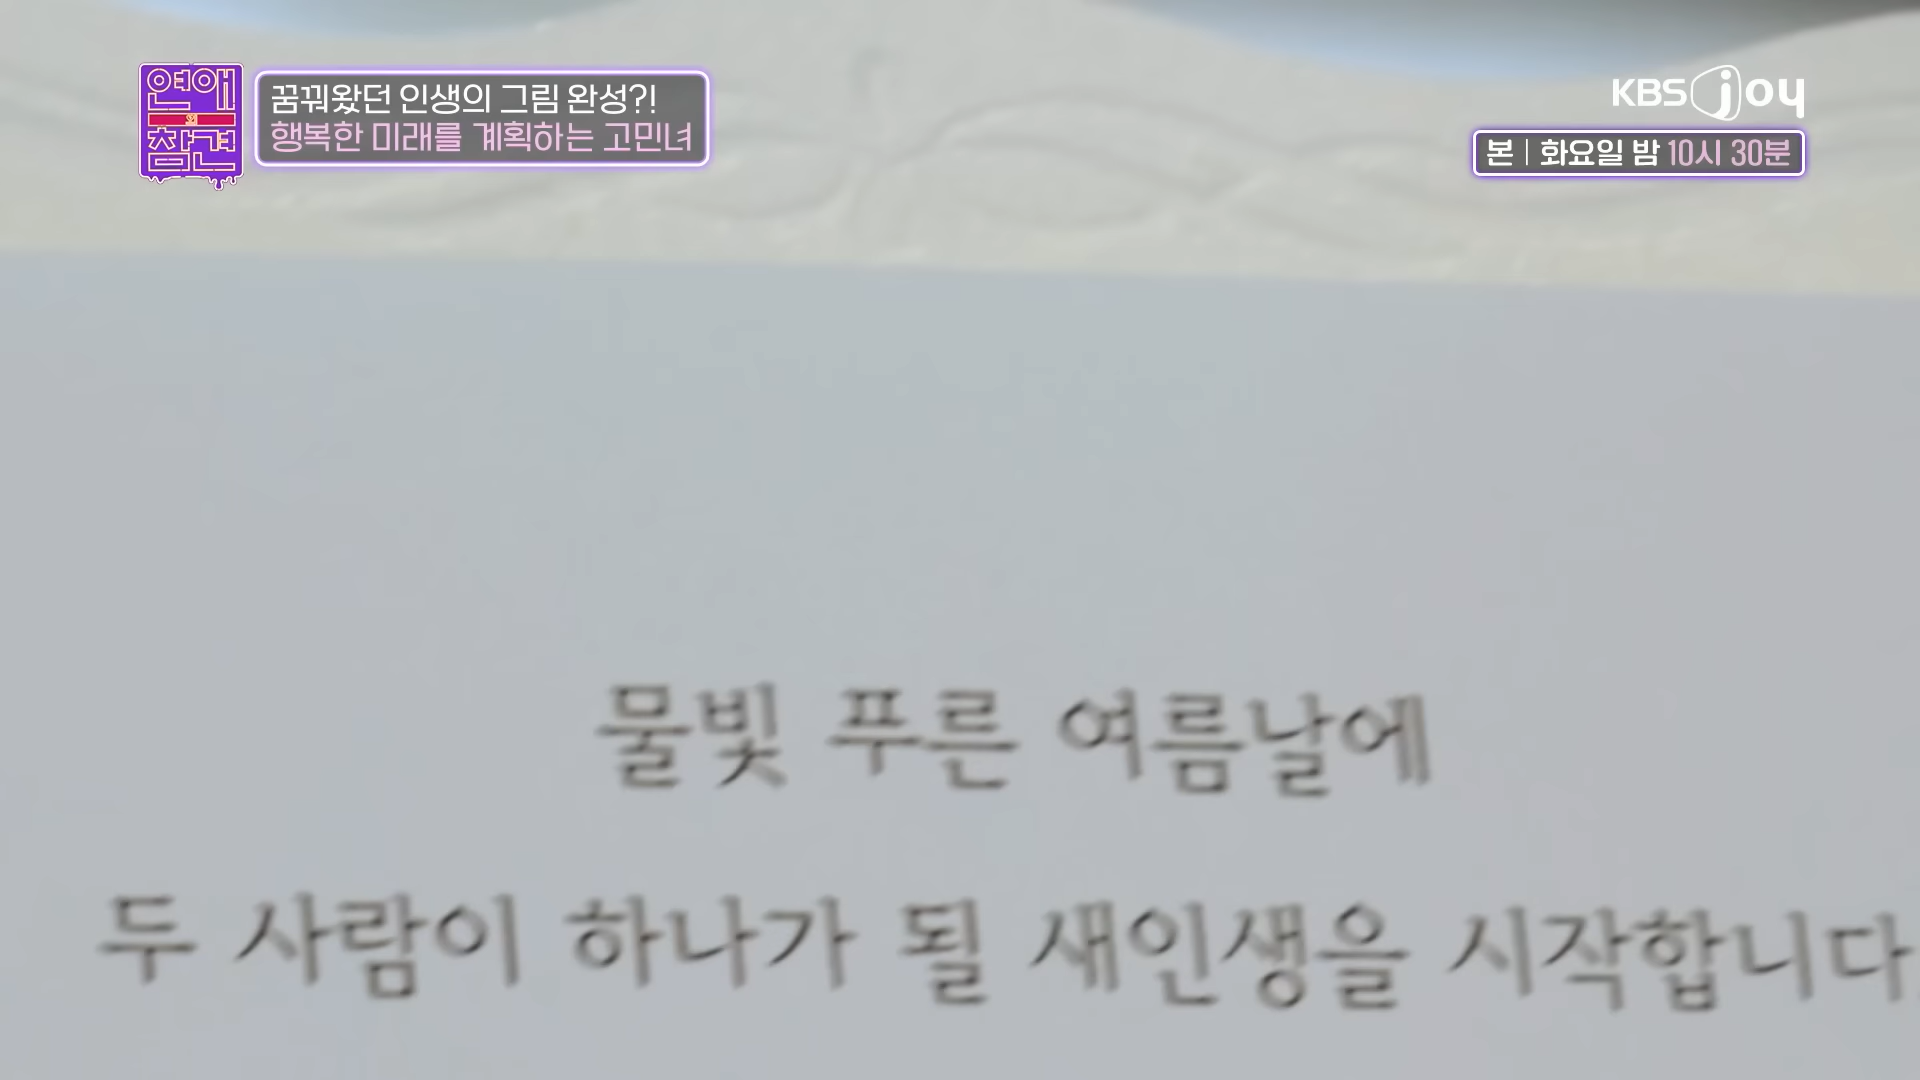 연애의 참견
꿈꿔왔던 인생의 그림 완성?!
행복한 미래를 계획하는 고민녀
KBS joy
본 | 화요일 밤 10시 30분
물빛 푸른 여름날에
두 사람이 하나가 될 새인생을 시작합니다.